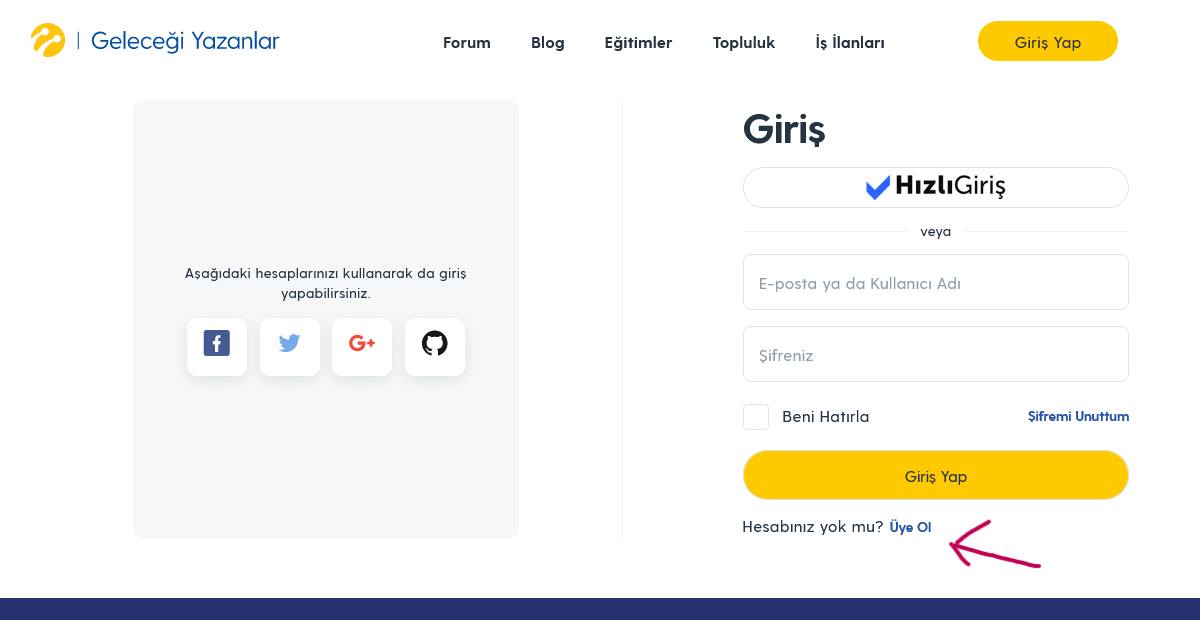 Geleceği Yazanlar
Forum Blog Eğitimler Topluluk İş İlanları Giriş Yap
Aşağıdaki hesaplarınızı kullanarak da giriş
yapabilirsiniz.
f G+
Giriş
HızlıGiriş
veya
E-posta ya da Kullanıcı Adı
Şifreniz
Beni Hatırla Şifremi Unuttum
Giriş Yap
Hesabınız yok mu? Üye Ol